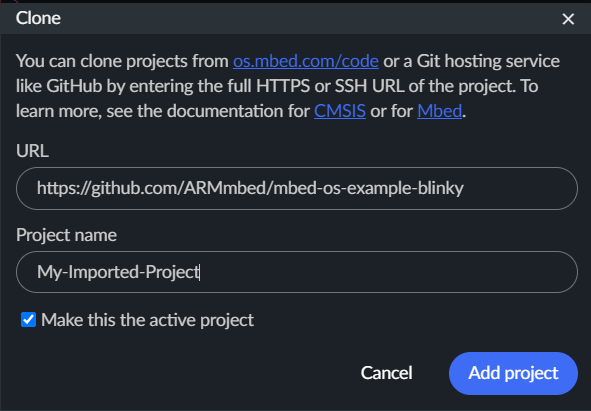 Clone
You can clone projects from os.mbed.com/code or a Git hosting service
like GitHub by entering the full HTTPS or SSH URL of the project. To
learn more, see the documentation for CMSIS or for Mbed.
URL
https://github.com/ARMmbed/mbed-os-example-blinky
Project name
My-Imported-Project
Make this the active project
Cancel Add project